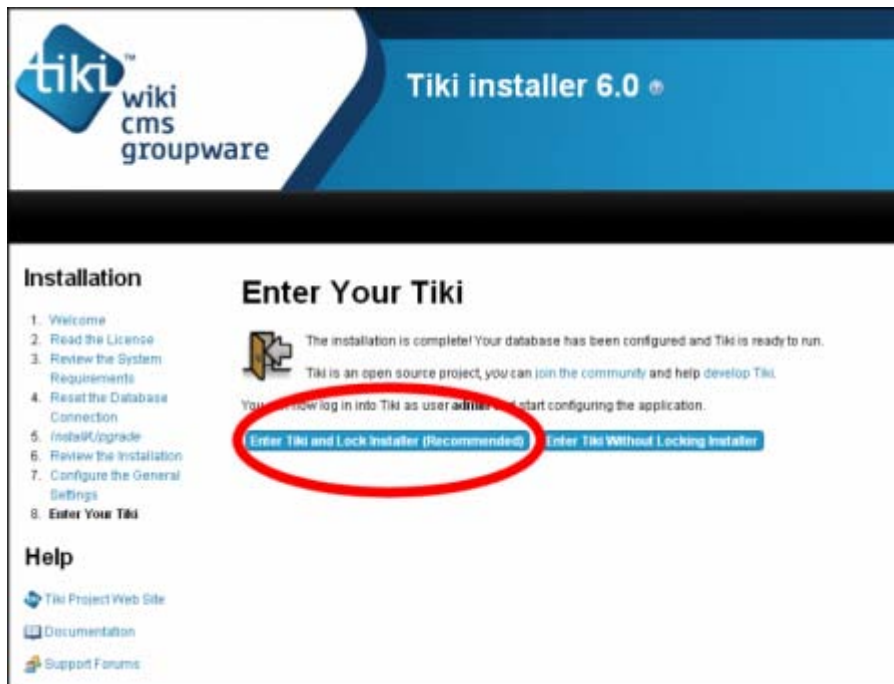 tiki™
wiki
cms
groupware
Tiki installer 6.0
Installation
1. Welcome
2. Read the License
3. Review the System
Requirements
4. Reset the Database
Connection
5. Install/Upgrade
6. Review the Installation
7. Configure the General
Settings
8. Enter Your Tiki
Help
Tiki Project Web Site
Documentation
Support Forums
Enter Your Tiki
The installation is complete! Your database has been configured and Tiki is ready to run.
Tiki is an open source project, you can join the community and help develop Tiki.
You can now log in into Tiki as user admin and start configuring the application.
Enter Tiki and Lock Installer (Recommended)
Enter Tiki Without Locking Installer